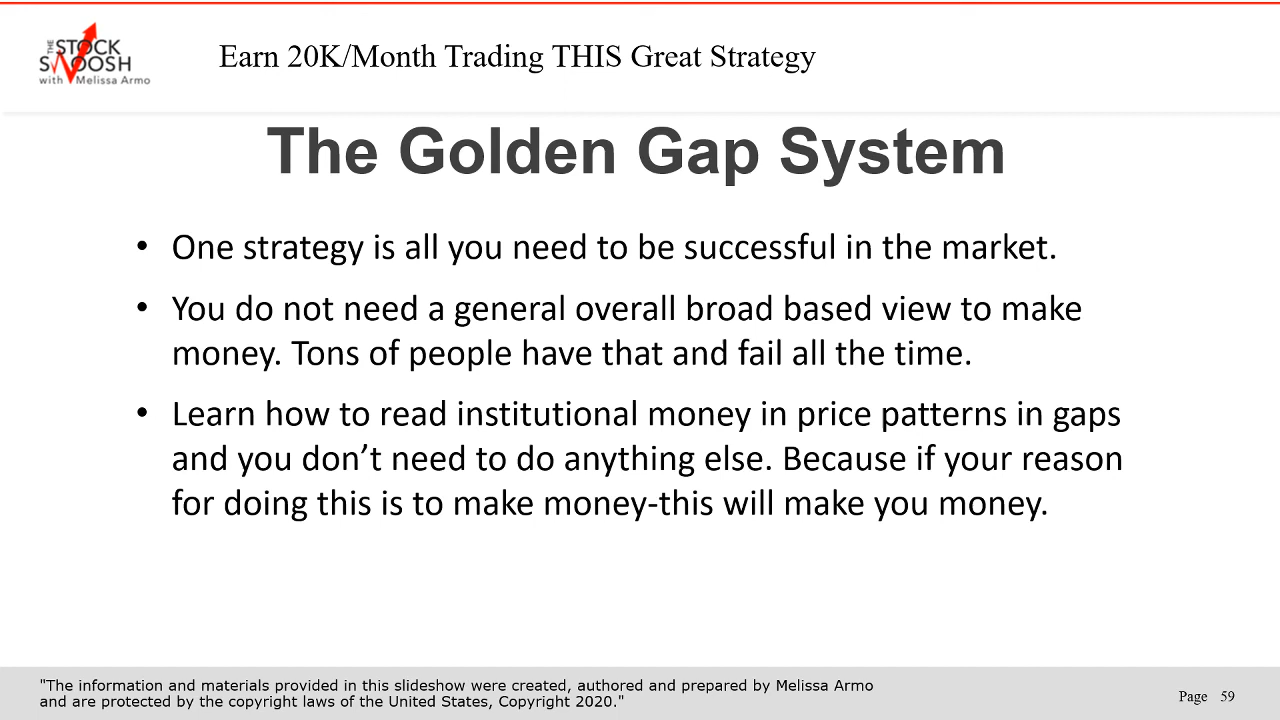 THE STOCK
SWOOSH
with Melissa Armo
Earn 20K/Month Trading THIS Great Strategy
The Golden Gap System
• One strategy is all you need to be successful in the market.
• You do not need a general overall broad based view to make
money. Tons of people have that and fail all the time.
• Learn how to read institutional money in price patterns in gaps
and you don’t need to do anything else. Because if your reason
for doing this is to make money-this will make you money.
"The information and materials provided in this slideshow were created, authored and prepared by Melissa Armo
and are protected by the copyright laws of the United States, Copyright 2020."
Page 59